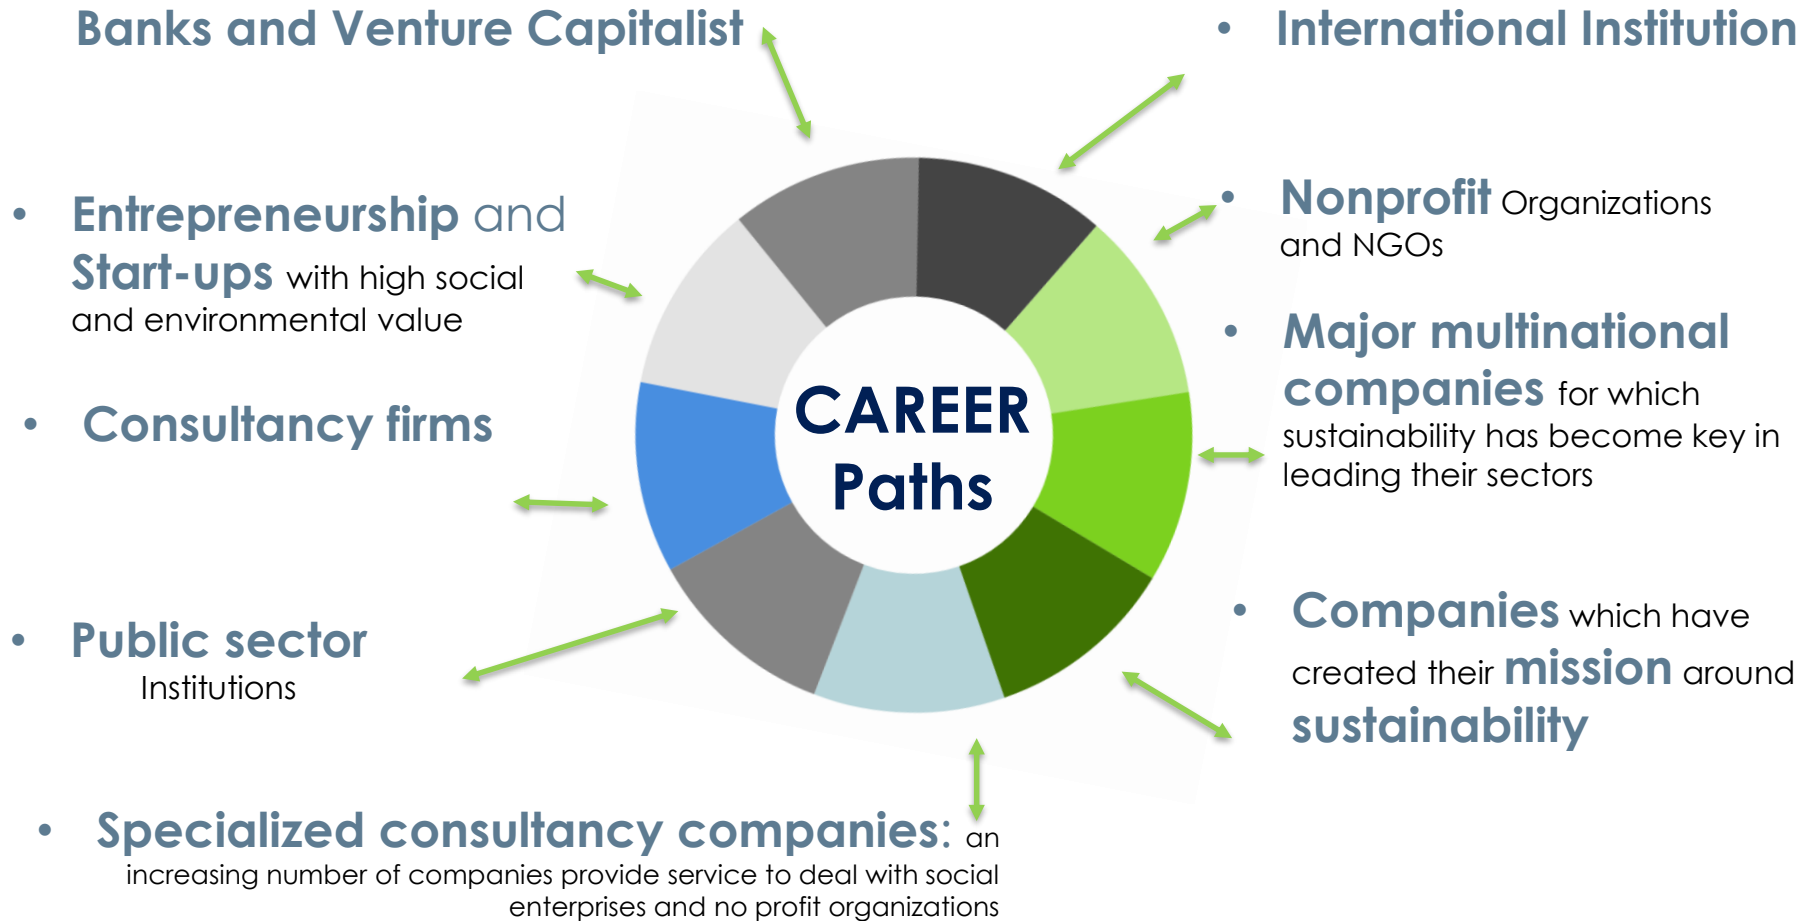 Banks and Venture Capitalist
• International Institution
• Entrepreneurship and
Start-ups with high social
and environmental value
• Nonprofit Organizations
and NGOs
• Major multinational
companies for which
sustainability has become key in
leading their sectors
• Consultancy firms
CAREER
Paths
• Public sector
Institutions
• Companies which have
created their mission around
sustainability
• Specialized consultancy companies: an
increasing number of companies provide service to deal with social
enterprises and no profit organizations